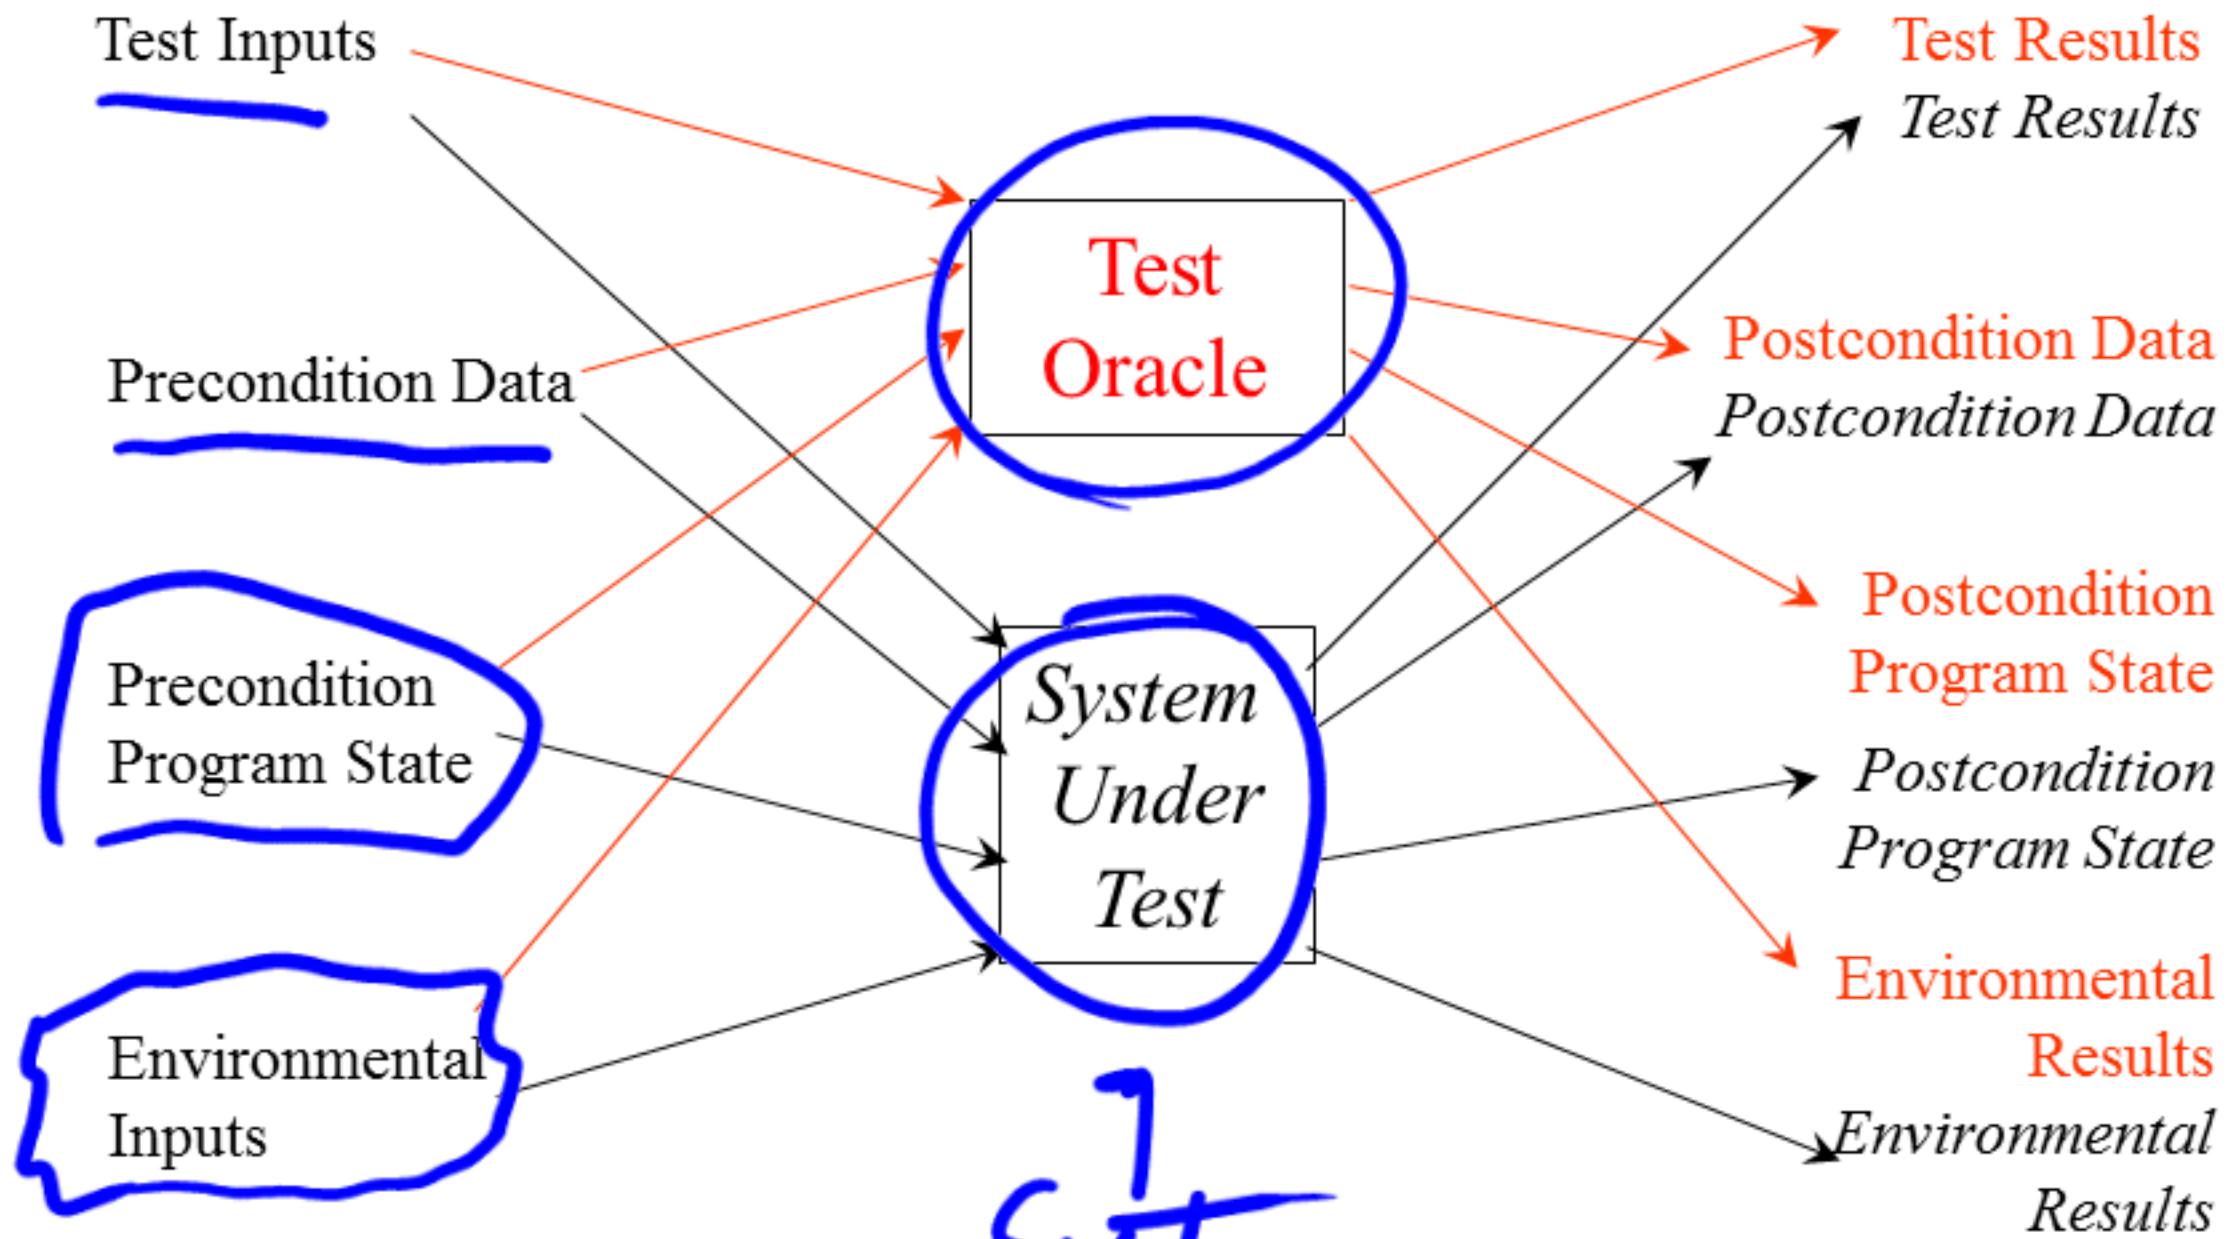 Test Inputs
Precondition Data
Precondition
Program State
Environmental
Inputs
Test
Oracle
System
Under
Test
Test Results
Test Results
Postcondition Data
Postcondition Data
Postcondition
Program State
Postcondition
Program State
Environmental
Results
Environmental
Results